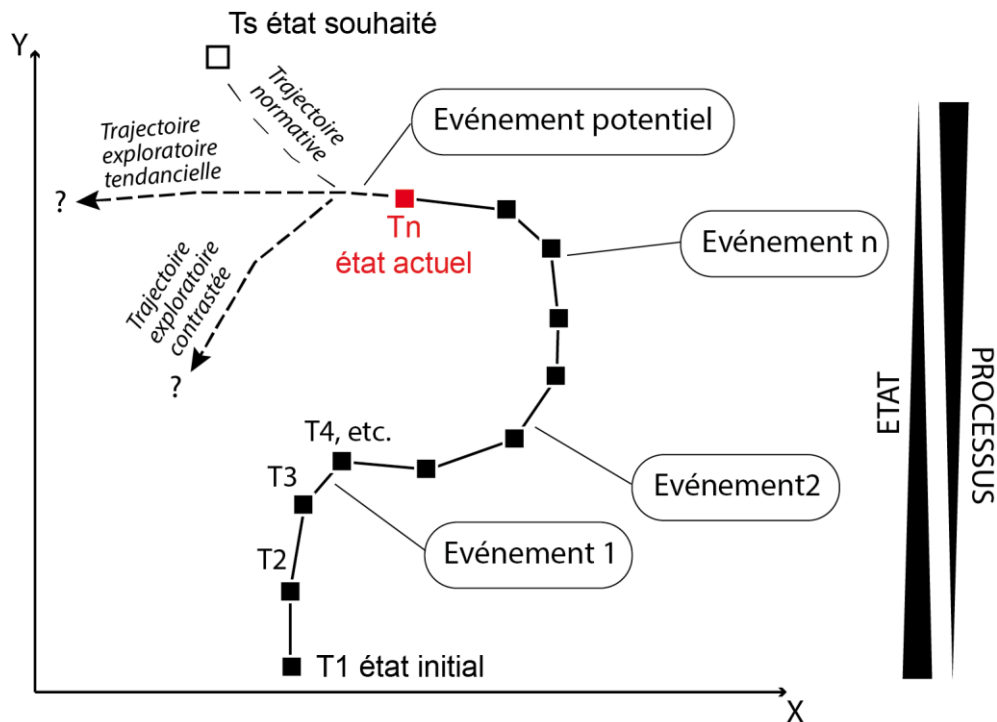 Ts état souhaité
Y
Trajectoire
normative
Evénement potentiel
Trajectoire
exploratoire
tendancielle
?
Tn
état actuel
Evénement n
Trajectoire
exploratoire
contrastée
?
ETAT
PROCESSUS
T4, etc.
T3
Evénement2
Evénement 1
T2
T1 état initial
X